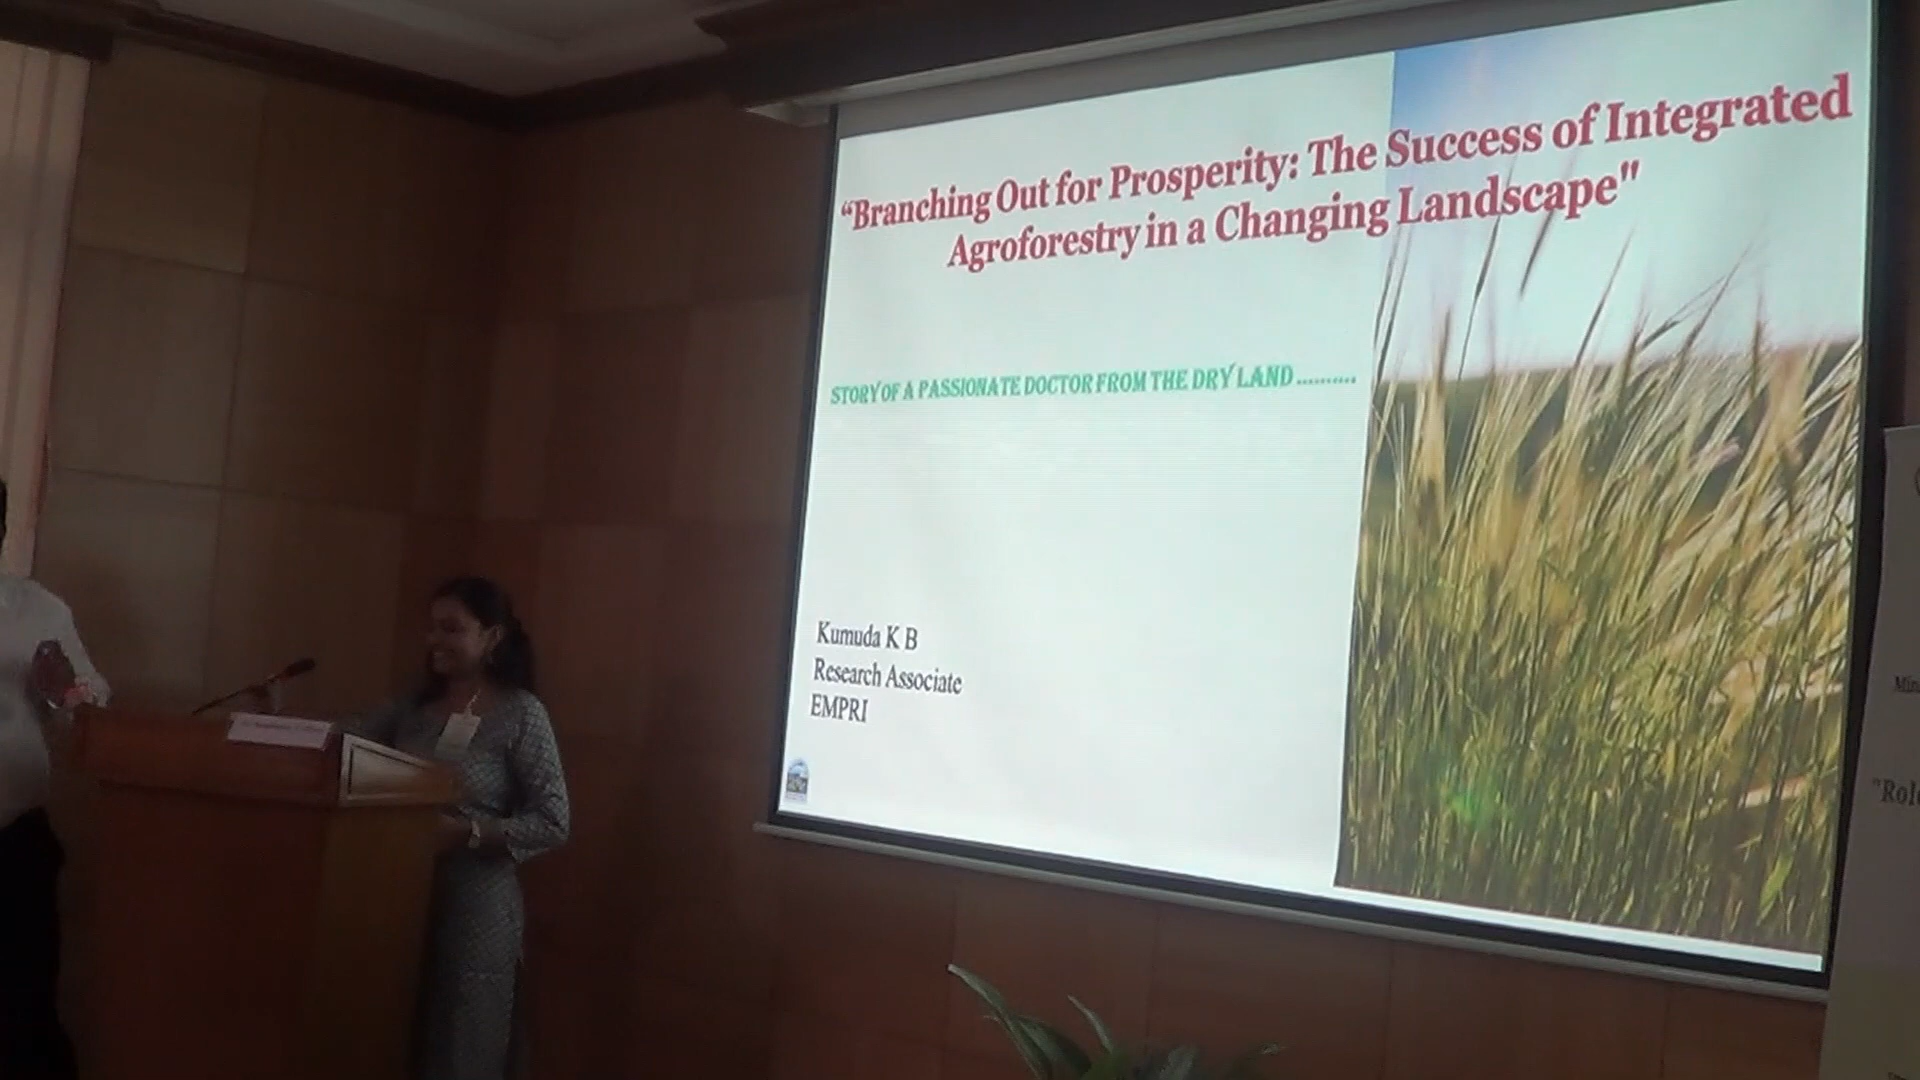 “Branching Out for Prosperity: The Success of Integrated
Agroforestry in a Changing Landscape"
STORY OF A PASSIONATE DOCTOR FROM THE DRY LAND ..........
Kumuda K B
Research Associate
EMPRI
"Role